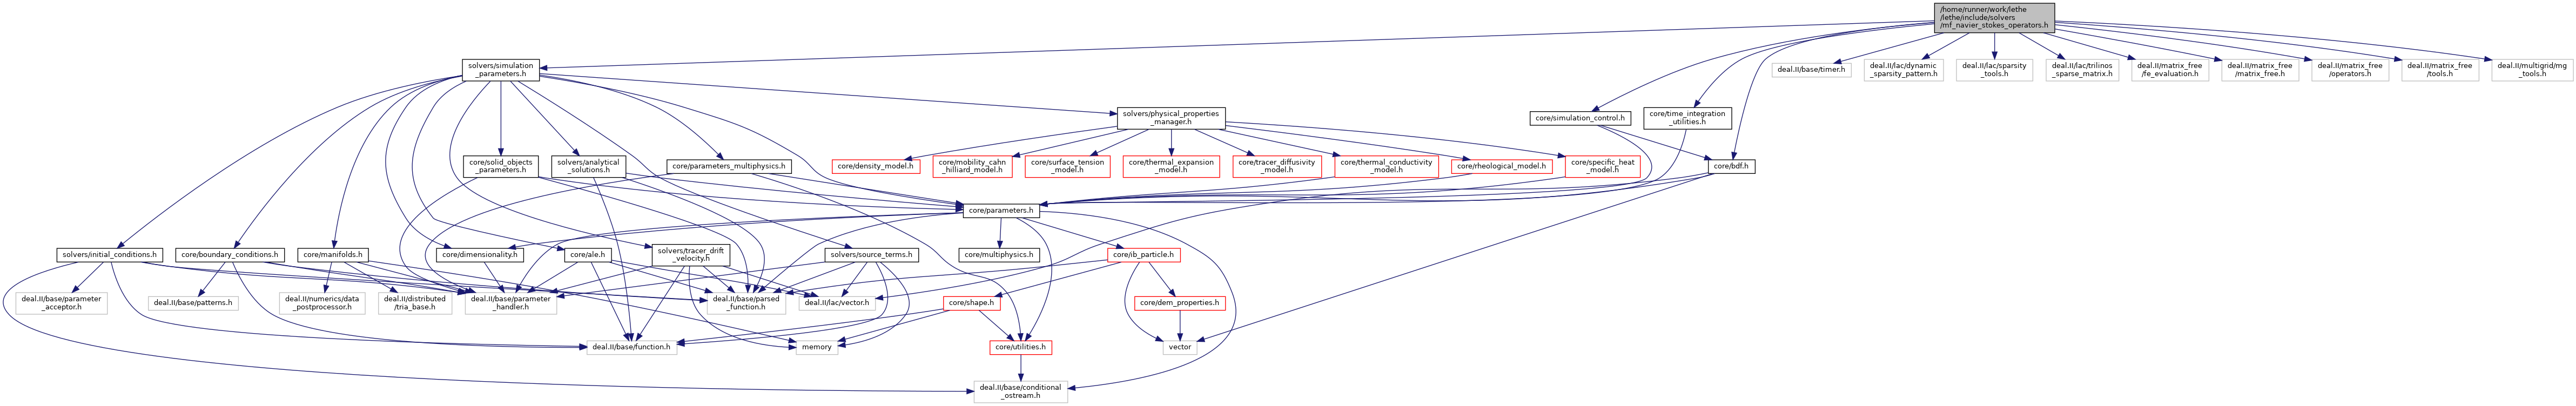 /home/runner/work/lethe
/lethe/include/solvers
/mf_navier_stokes_operators.h
solvers/simulation
_parameters.h
deal.II/base/timer.h
deal.II/lac/dynamic
_sparsity_pattern.h
deal.II/lac/sparsity
_tools.h
deal.II/lac/trilinos
_sparse_matrix.h
deal.II/matrix_free
/fe_evaluation.h
deal.II/matrix_free
/matrix_free.h
deal.II/matrix_free
/operators.h
deal.II/matrix_free
/tools.h
deal.II/multigrid/mg
_tools.h
solvers/physical_properties
_manager.h
core/simulation_control.h
core/time_integration
_utilities.h
core/solid_objects
_parameters.h
solvers/analytical
_solutions.h
core/parameters_multiphysics.h
core/density_model.h
core/mobility_cahn
_hilliard_model.h
core/surface_tension
_model.h
core/thermal_expansion
_model.h
core/tracer_diffusivity
_model.h
core/thermal_conductivity
_model.h
core/rheological_model.h
core/specific_heat
_model.h
core/bdf.h
core/parameters.h
solvers/initial_conditions.h
core/boundary_conditions.h
core/manifolds.h
core/dimensionality.h
core/ale.h
solvers/tracer_drift
_velocity.h
solvers/source_terms.h
core/multiphysics.h
core/ib_particle.h
deal.II/base/parameter
_acceptor.h
deal.II/base/patterns.h
deal.II/numerics/data
_postprocessor.h
deal.II/distributed
/tria_base.h
deal.II/base/parameter
_handler.h
deal.II/base/parsed
_function.h
deal.II/lac/vector.h
core/shape.h
core/dem_properties.h
deal.II/base/function.h
memory
core/utilities.h
vector
deal.II/base/conditional
_ostream.h